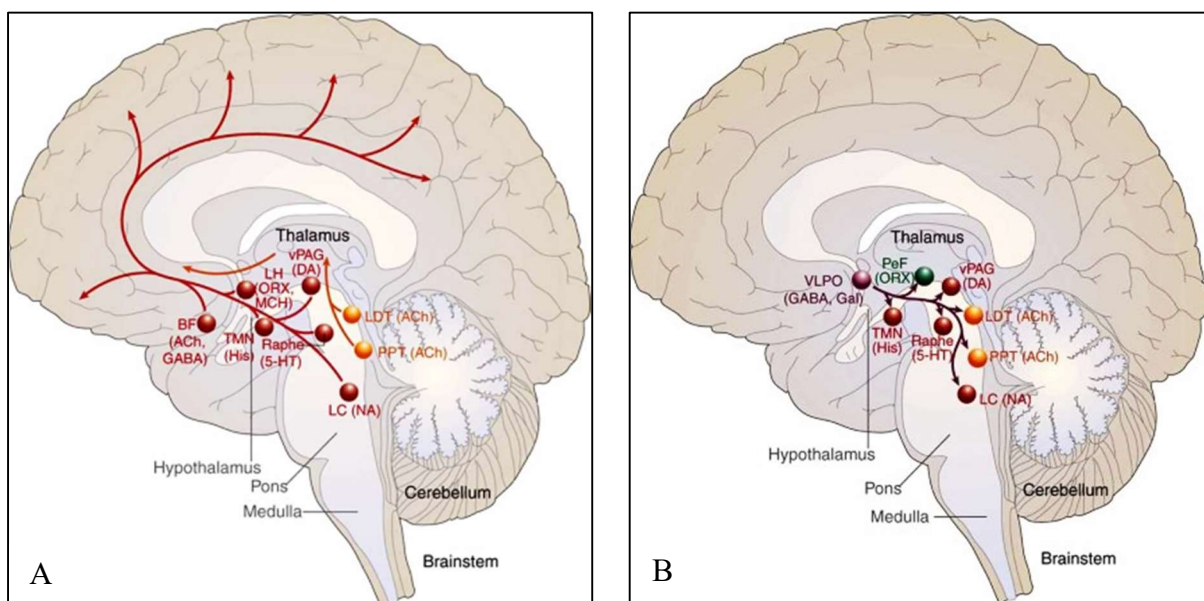 Thalamus
vPAG
(DA)
LH
(ORX,
MCH)
LDT (ACh)
BF
(ACh,
GABA)
TMN
(His)
Raphe
(5-HT)
PPT (ACh)
LC (NA)
Hypothalamus
Pons
Cerebellum
Medulla
Brainstem
A
Thalamus
PeF
(ORX)
vPAG
(DA)
VLPO
(GABA, Gal)
LDT (ACh)
TMN
(His)
Raphe
(5-HT)
PPT (ACh)
LC (NA)
Hypothalamus
Pons
Cerebellum
Medulla
Brainstem
B